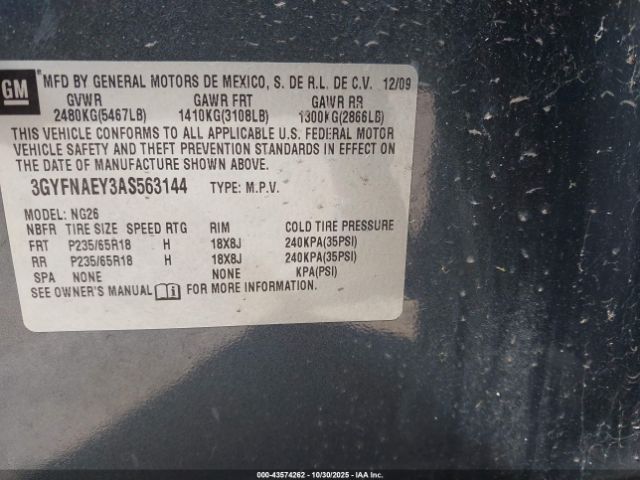 GM
MFD BY GENERAL MOTORS DE MEXICO, S. DE R.L. DE C.V. 12/09
GVWR GAWR FRT GAWR RR
2480KG(5467LB) 1410KG(3108LB) 1300KG(2866LB)
THIS VEHICLE CONFORMS TO ALL APPLICABLE U.S. FEDERAL MOTOR
VEHICLE SAFETY AND THEFT PREVENTION STANDARDS IN EFFECT ON
THE DATE OF MANUFACTURE SHOWN ABOVE.
3GYFNAEY3AS563144 TYPE: M.P.V.
MODEL: NG26
NBFR TIRE SIZE SPEED RTG RIM COLD TIRE PRESSURE
FRT P235/65R18 H 18X8J 240KPA(35PSI)
RR P235/65R18 H 18X8J 240KPA(35PSI)
SPA NONE NONE KPA(PSI)
SEE OWNER'S MANUAL i FOR MORE INFORMATION.
000-43574262 - 10/30/2025 - IAA Inc.